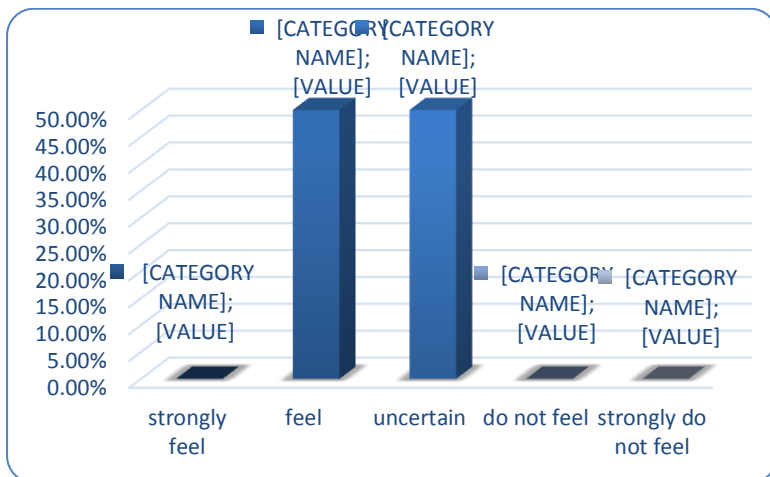 [CATEGORY
NAME];
[VALUE]
[CATEGORY
NAME];
[VALUE]
50.00%
45.00%
40.00%
35.00%
30.00%
25.00%
20.00%
15.00%
10.00%
5.00%
0.00%
[CATEGORY
NAME];
[VALUE]
[CATEGORY
NAME];
[VALUE]
[CATEGORY
NAME];
[VALUE]
strongly
feel
feel
uncertain
do not feel
strongly do
not feel